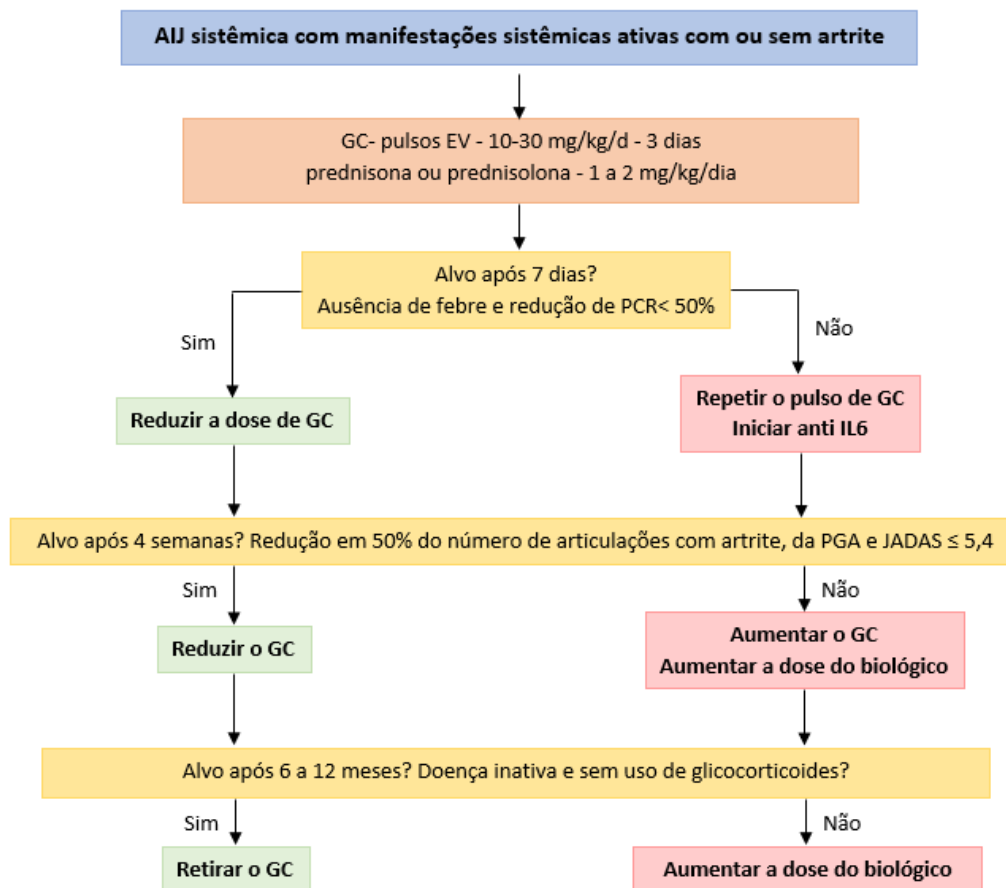 AIJ sistêmica com manifestações sistêmicas ativas com ou sem artrite
GC- pulsos EV - 10-30 mg/kg/d - 3 dias
prednisona ou prednisolona - 1 a 2 mg/kg/dia
Alvo após 7 dias?
Ausência de febre e redução de PCR< 50%
Sim
Não
Reduzir a dose de GC
Repetir o pulso de GC
Iniciar anti IL6
Alvo após 4 semanas? Redução em 50% do número de articulações com artrite, da PGA e JADAS ≤ 5,4
Sim
Não
Reduzir o GC
Aumentar o GC
Aumentar a dose do biológico
Alvo após 6 a 12 meses? Doença inativa e sem uso de glicocorticoides?
Sim
Não
Retirar o GC
Aumentar a dose do biológico